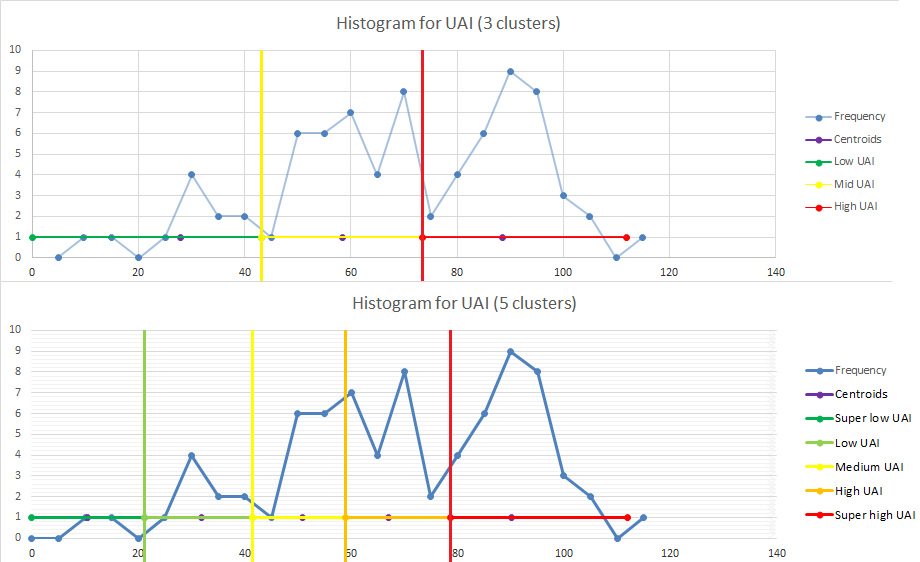 Histogram for UAI (3 clusters)
10
9
8
7
6
5
4
3
2
1
0
0 20 40 60 80 100 120 140
Frequency
Centroids
Low UAI
Mid UAI
High UAI
Histogram for UAI (5 clusters)
10
9
8
7
6
5
4
3
2
1
0
0 20 40 60 80 100 120 140
Frequency
Centroids
Super low UAI
Low UAI
Medium UAI
High UAI
Super high UAI